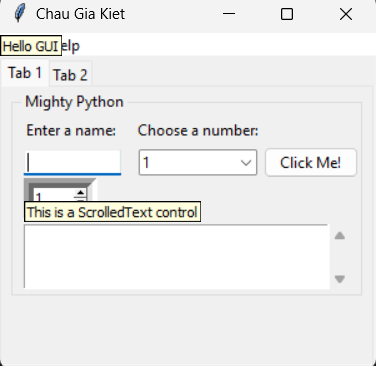 Chau Gia Kiet
Hello GUI elp
Tab 1 Tab 2
Mighty Python
Enter a name: Choose a number:
1 Click Me!
1
This is a ScrolledText control